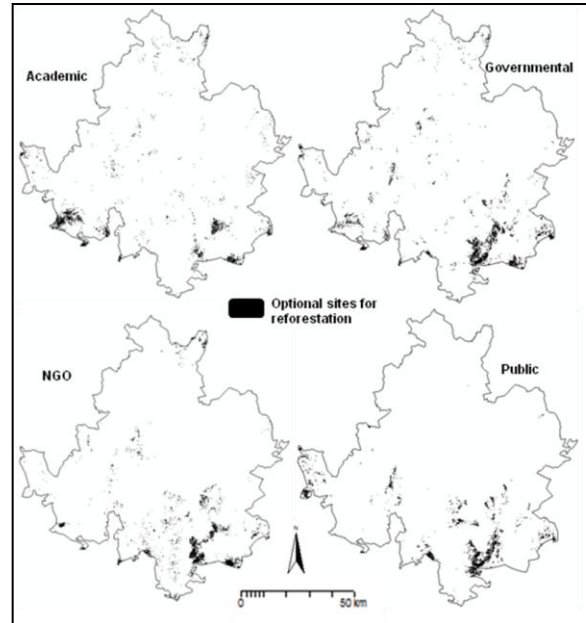 Academic
Governmental
Optional sites for
reforestation
NGO
Public
N
0
50 km